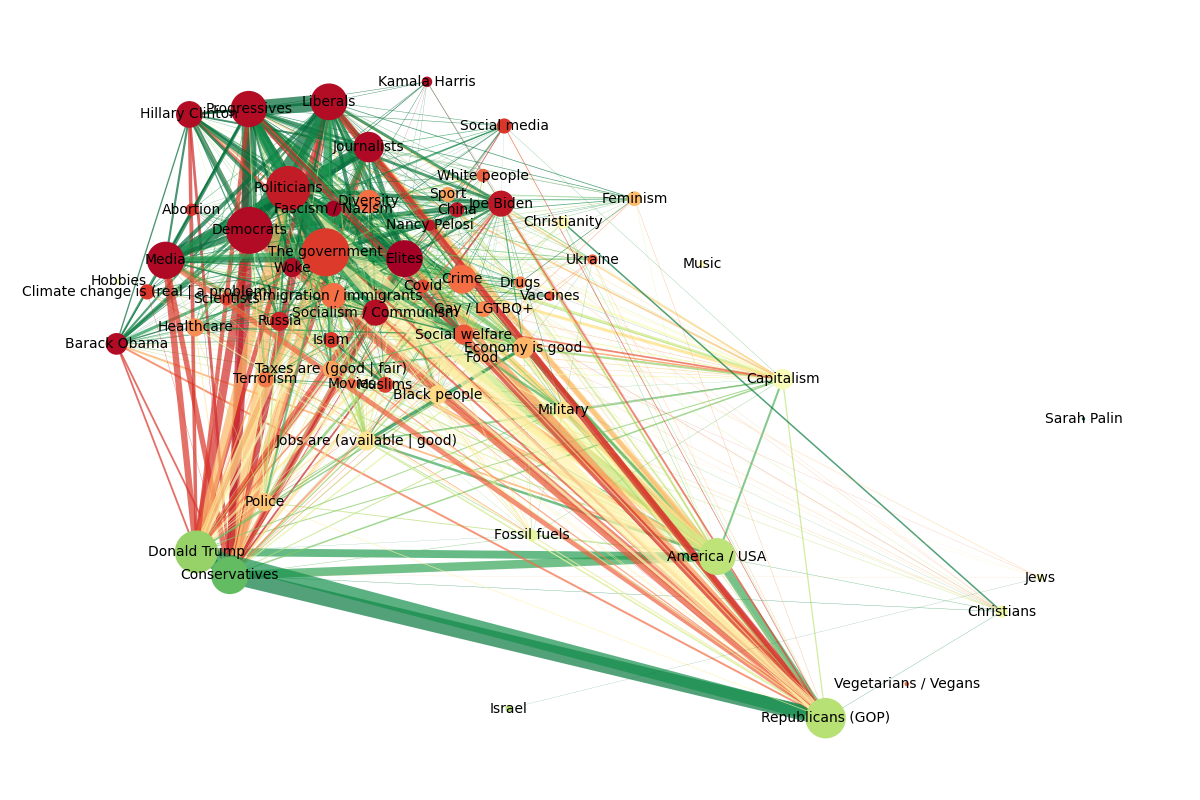 Kamala Harris
Liberals
Progressives
Hillary Clinton
Social media
Journalists
White people
Politicians
Sport
Diversity
Feminism
Joe Biden
Abortion
Fascism / Nazism
China
Christianity
Nancy Pelosi
Democrats
The government
Elites
Media
Ukraine
Music
Woke
Hobbies
Crime
Drugs
Covid
Climate change is (real | a problem)
Immigration / immigrants
Vaccines
Scientists
Gay / LGTBQ+
Socialism / Communism
Russia
Healthcare
Social welfare
Islam
Barack Obama
Economy is good
Food
Taxes are (good | fair)
Terrorism
Capitalism
Movies
Muslims
Black people
Military
Sarah Palin
Jobs are (available | good)
Police
Fossil fuels
Donald Trump
America / USA
Conservatives
Jews
Christians
Vegetarians / Vegans
Israel
Republicans (GOP)